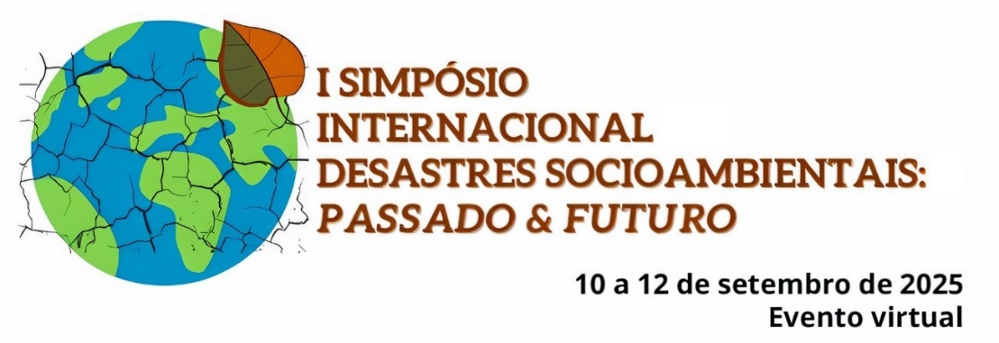 I SIMPÓSIO
INTERNACIONAL
DESASTRES SOCIOAMBIENTAIS:
PASSADO & FUTURO
10 a 12 de setembro de 2025
Evento virtual